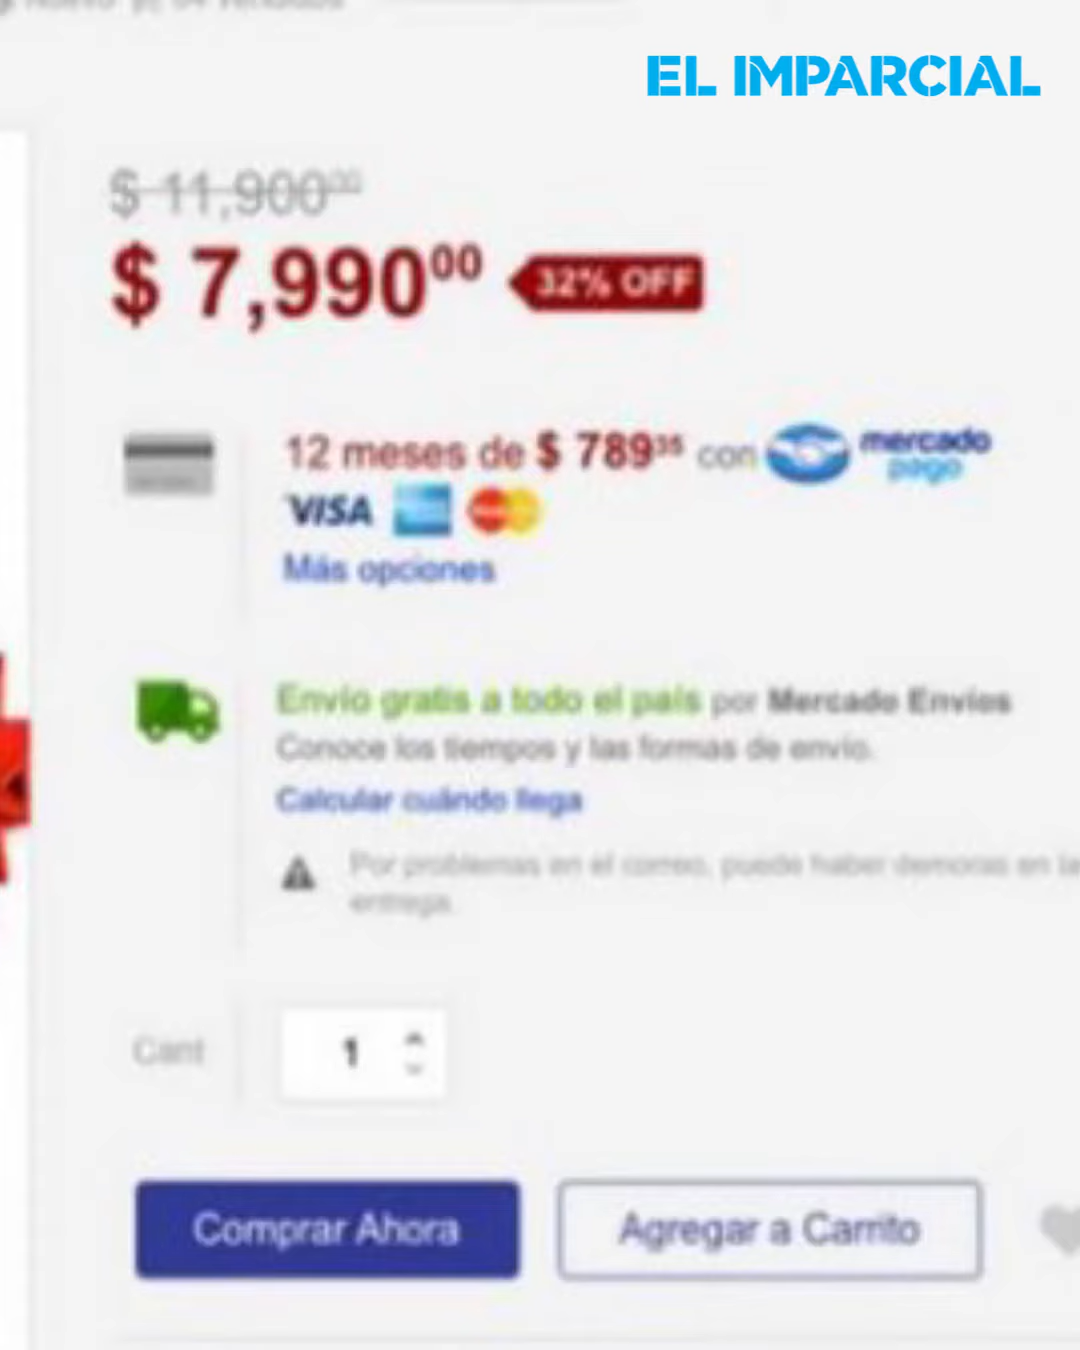 EL IMPARCIAL
$ 11,900⁰⁰
$ 7,990⁰⁰ 32% OFF
12 meses de $ 789³⁵ con mercado pago
VISA
Más opciones
Envío gratis a todo el país por Mercado Envíos
Conoce los tiempos y las formas de envío.
Calcular cuándo llega
Por problemas en el correo, puede haber demoras en la
entrega.
Cant
1
Comprar Ahora
Agregar a Carrito